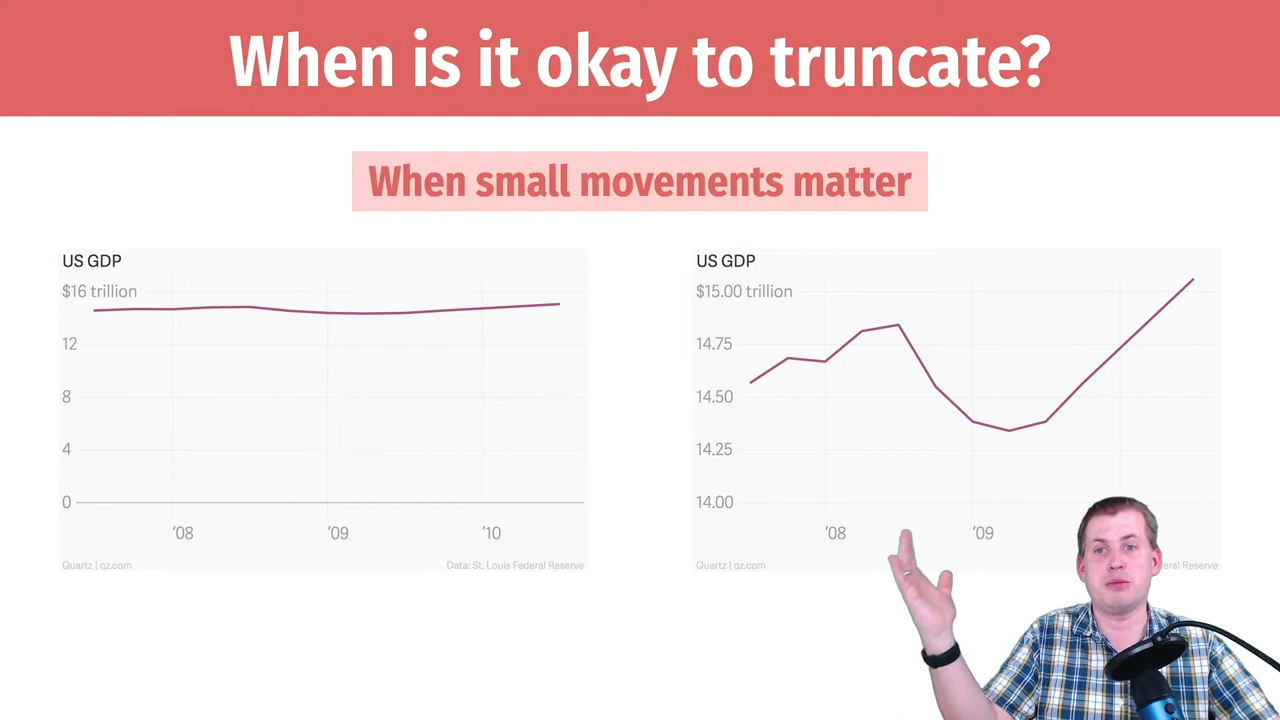 When is it okay to truncate?
When small movements matter
US GDP
$16 trillion
12
8
4
0
'08
'09
'10
Quartz | qz.com
Data: St. Louis Federal Reserve
US GDP
$15.00 trillion
14.75
14.50
14.25
14.00
'08
'09
Quartz | qz.com
eral Reserve